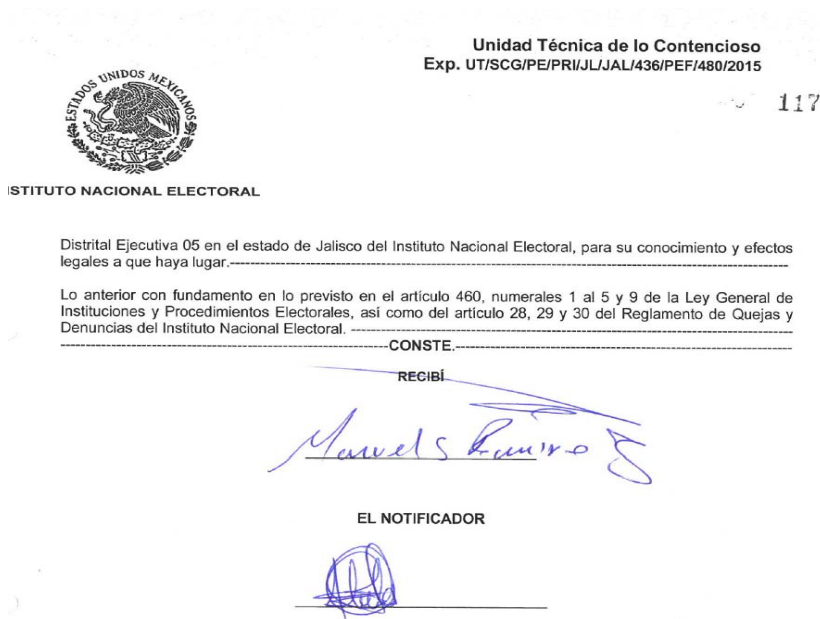 Unidad Técnica de lo Contencioso
Exp. UT/SCG/PE/PRI/JL/JAL/436/PEF/480/2015
117
ESTADOS UNIDOS MEXICANOS
ISTITUTO NACIONAL ELECTORAL
Distrital Ejecutiva 05 en el estado de Jalisco del Instituto Nacional Electoral, para su conocimiento y efectos
legales a que haya lugar.------------------------------------------------------------
Lo anterior con fundamento en lo previsto en el artículo 460, numerales 1 al 5 y 9 de la Ley General de
Instituciones y Procedimientos Electorales, asi como del artículo 28, 29 y 30 del Reglamento de Quejas y
Denuncias del Instituto Nacional Electoral. ------------------------------------------------
------------------------------------------------CONSTE.------------------------------------------------
RECIBÍ
EL NOTIFICADOR